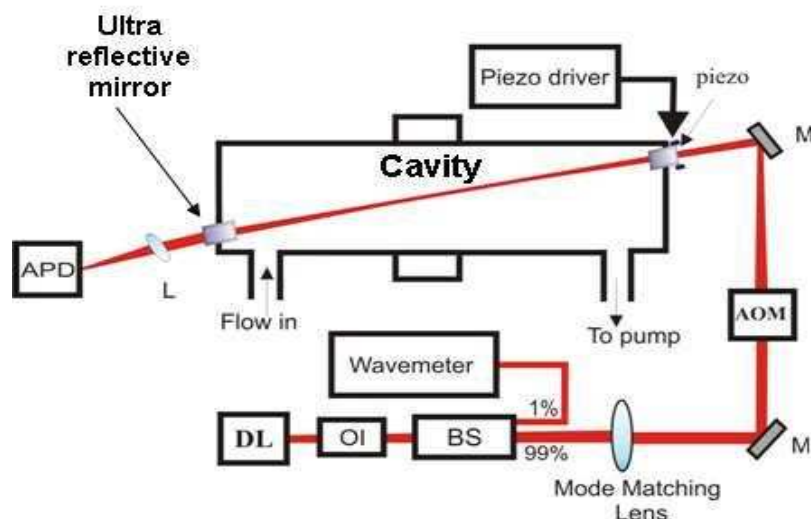 Ultra
reflective
mirror
Piezo driver
piezo
M
Cavity
APD
L
Flow in
To pump
AOM
Wavemeter
1%
DL
OI
BS
99%
M
Mode Matching
Lens